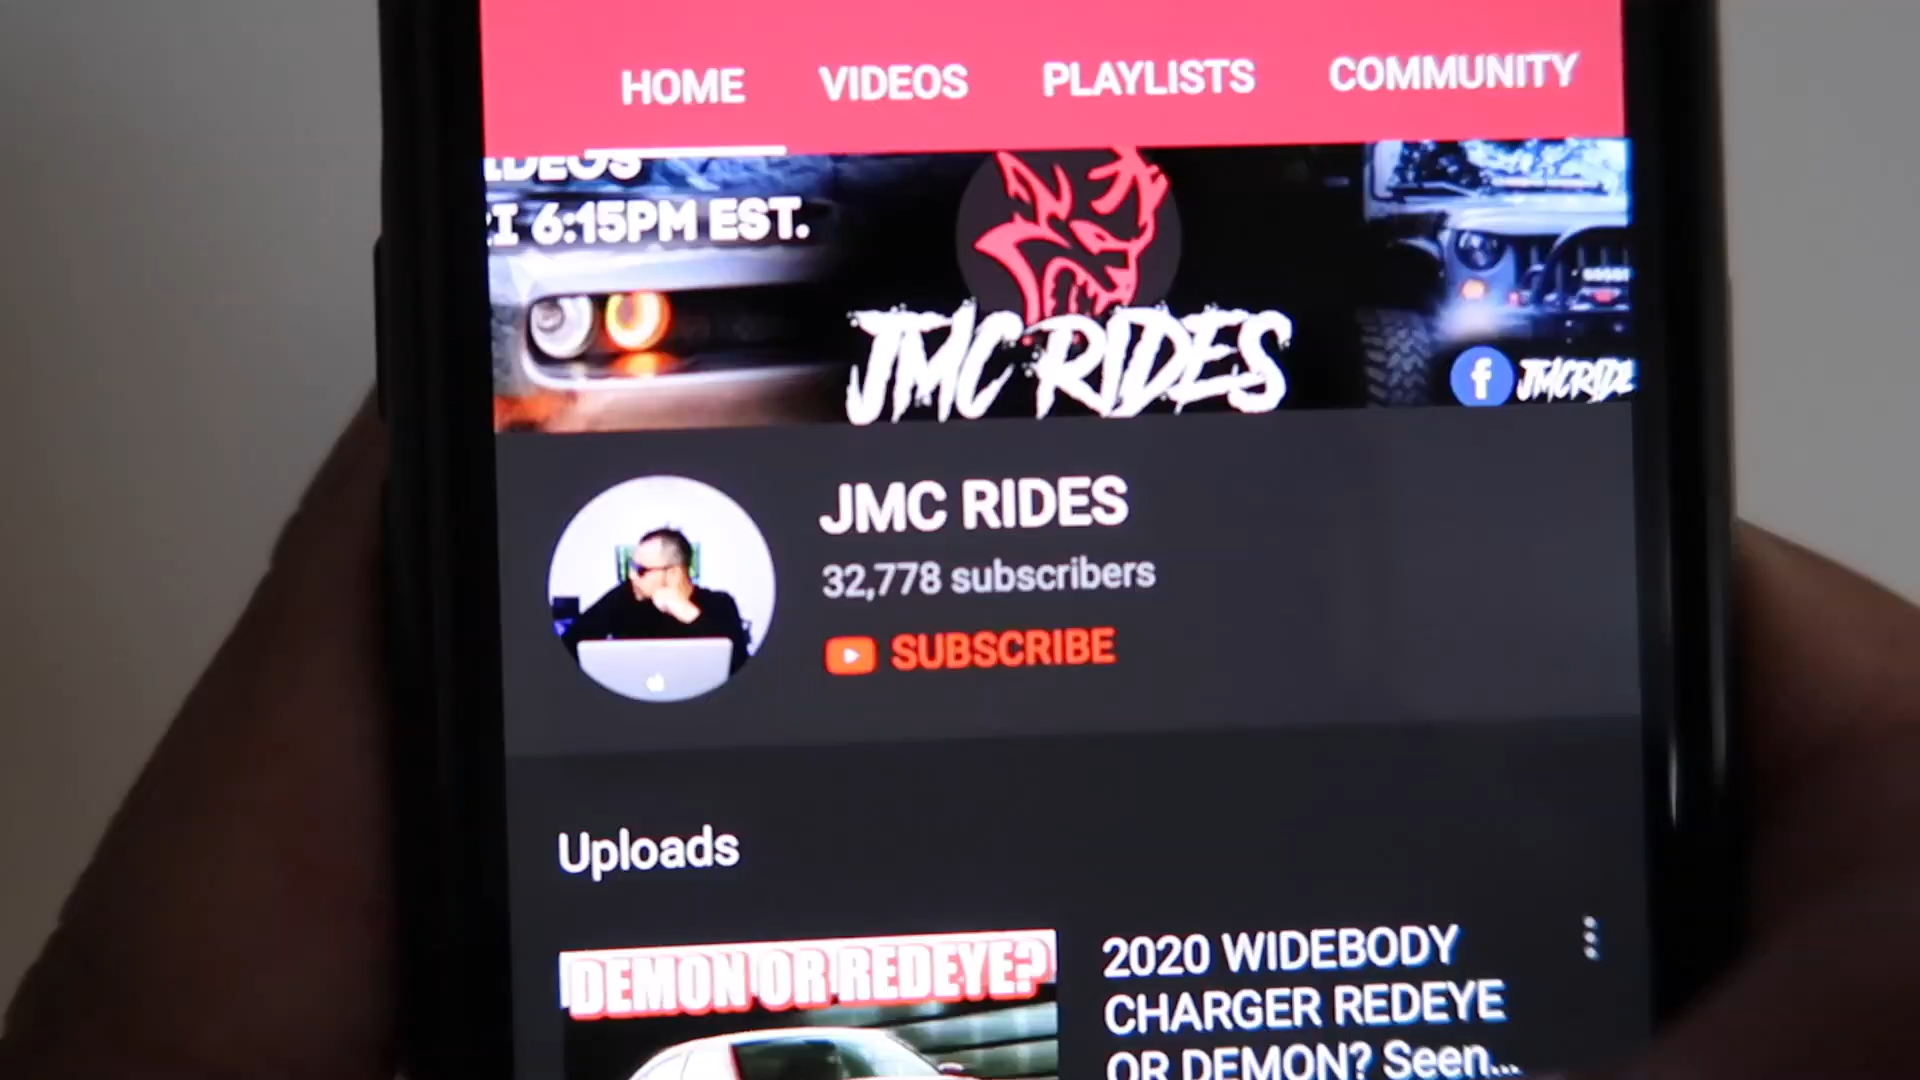 HOME VIDEOS PLAYLISTS COMMUNITY
6:15PM EST.
JMC RIDES
JMC RIDES
32,778 subscribers
SUBSCRIBE
Uploads
DEMON OR REDEYE?
2020 WIDEBODY
CHARGER REDEYE
OR DEMON? Seen...